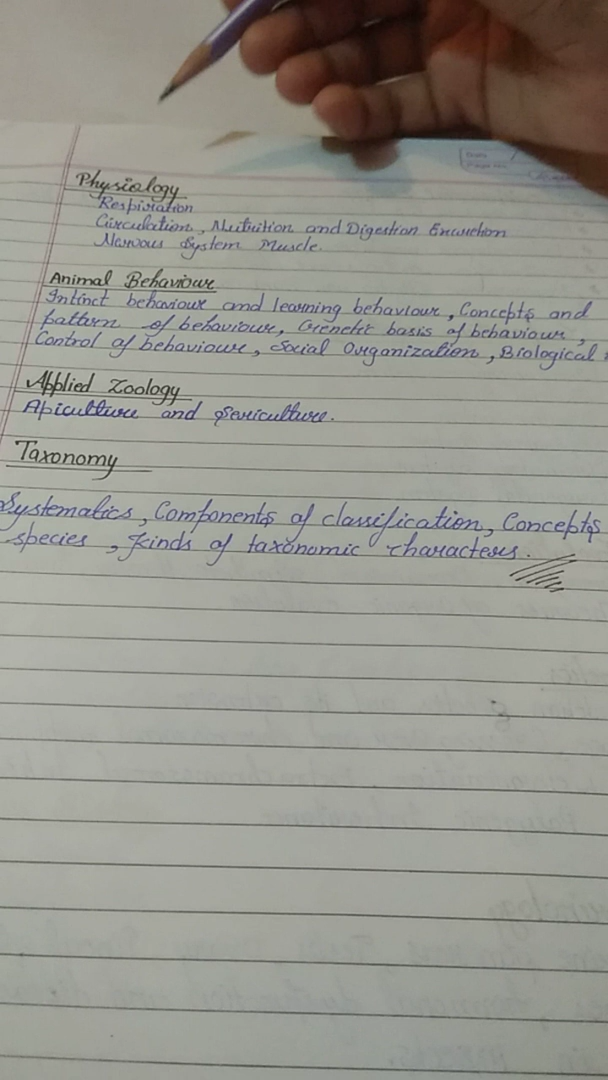 Physiology
Respiration
Circulation, Nutrition and Digestion Excretion
Nervous System Muscle.
Animal Behaviour
Intinct behaviour and learning behaviour, Concepts and
pattern of behaviour, Genetic basis of behaviour,
Control of behaviour, Social Organization, Biological
Applied Zoology
Apiculture and Sericulture.
Taxonomy
Systematics, Components of classification, Concepts
species, Kinds of taxonomic characters.